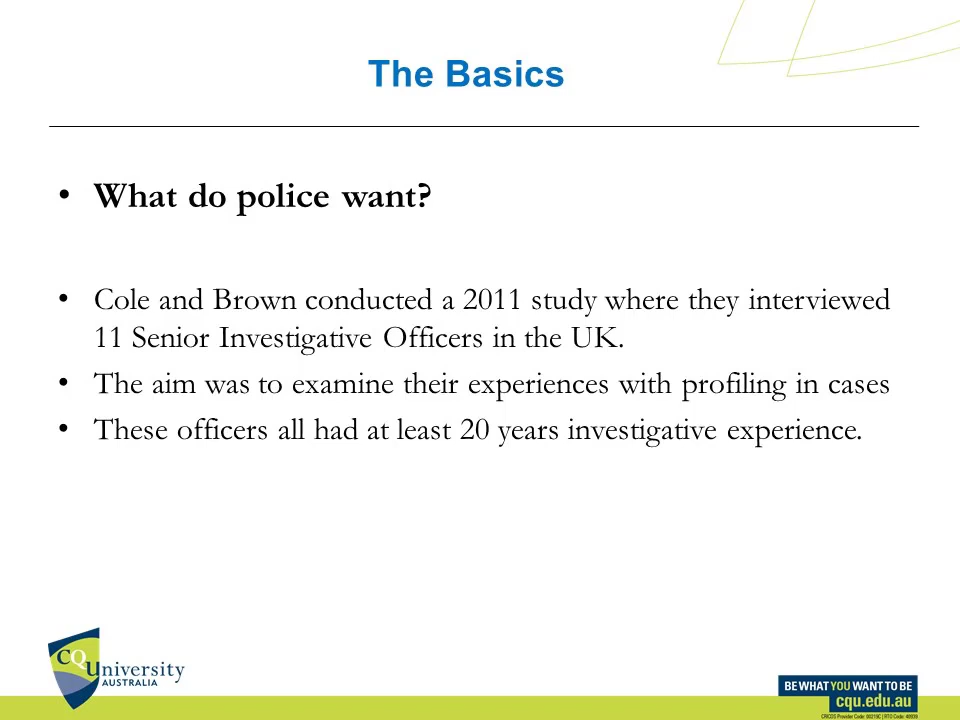 The Basics
• What do police want?
• Cole and Brown conducted a 2011 study where they interviewed
11 Senior Investigative Officers in the UK.
• The aim was to examine their experiences with profiling in cases
• These officers all had at least 20 years investigative experience.
CQUniversity
AUSTRALIA
BE WHAT YOU WANT TO BE
cqu.edu.au